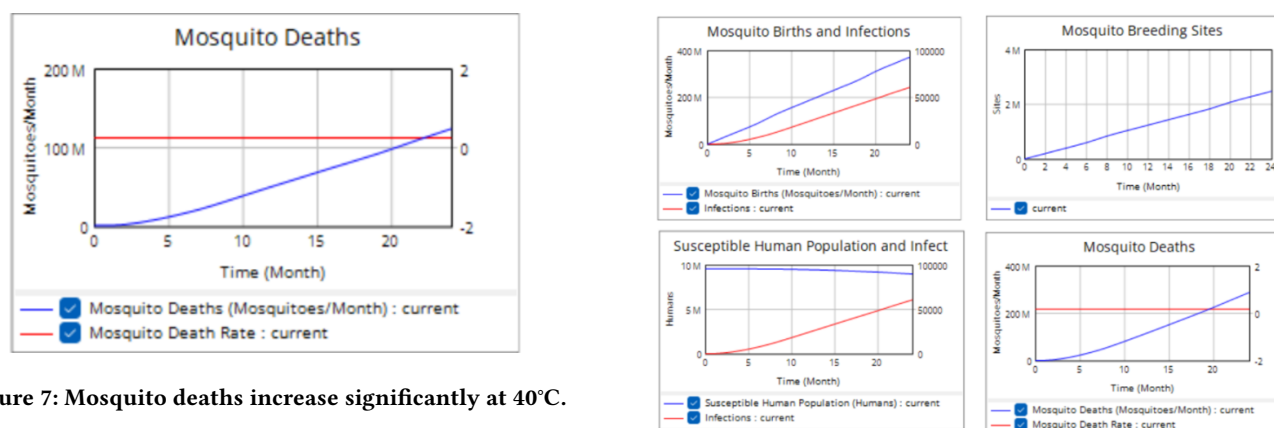 Mosquito Deaths
Mosquitoes/Month
200 M
100 M
0
2
0
-2
0 5 10 15 20
Time (Month)
Mosquito Deaths (Mosquitoes/Month) : current
Mosquito Death Rate : current
ure 7: Mosquito deaths increase significantly at 40°C.
Mosquito Births and Infections
Mosquitoes/Month
400 M
200 M
0
100000
50000
0
0 5 10 15 20
Time (Month)
Mosquito Births (Mosquitoes/Month) : current
Infections : current
Mosquito Breeding Sites
Sites
4 M
2 M
0
0 2 4 6 8 10 12 14 16 18 20 22 24
Time (Month)
current
Susceptible Human Population and Infect
Humans
10 M
5 M
0
100000
50000
0
0 5 10 15 20
Time (Month)
Susceptible Human Population (Humans) : current
Infections : current
Mosquito Deaths
Mosquitoes/Month
400 M
200 M
0
2
0
-2
0 5 10 15 20
Time (Month)
Mosquito Deaths (Mosquitoes/Month) : current
Mosquito Death Rate : current